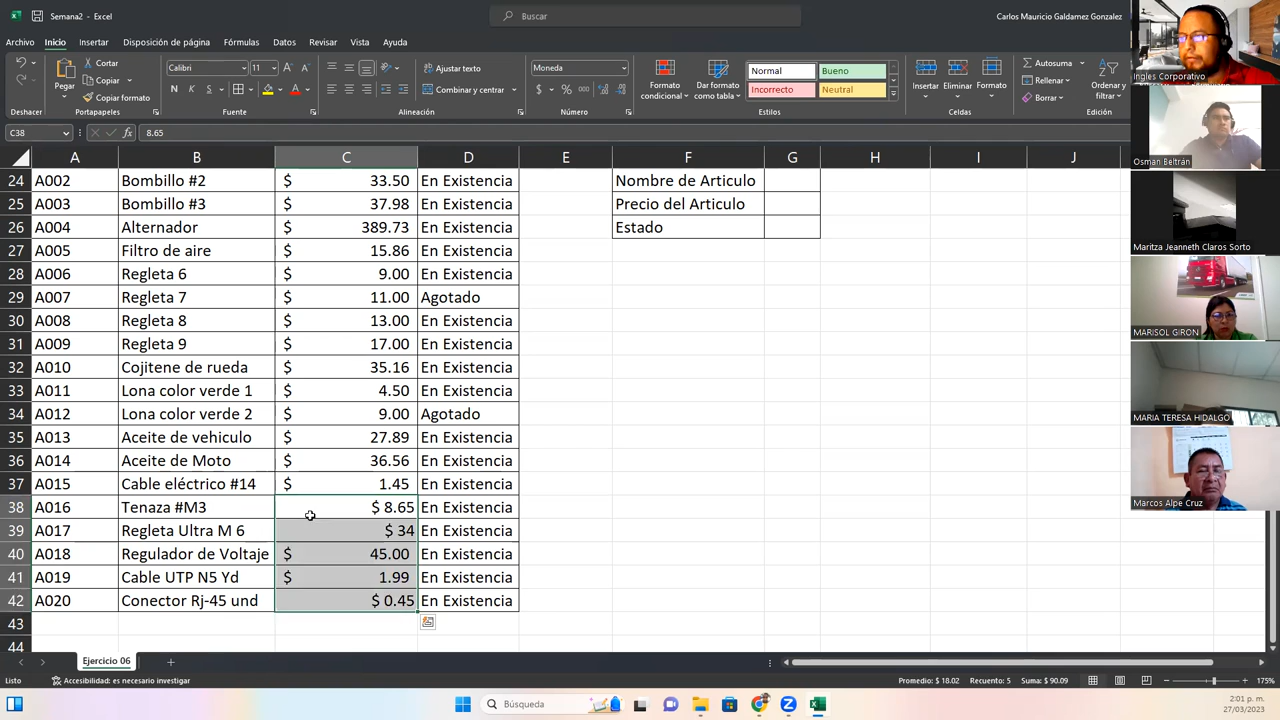 Semana2 - Excel
Buscar
Carlos Mauricio Galdamez Gonzalez
Archivo Inicio Insertar Disposición de página Fórmulas Datos Revisar Vista Ayuda
Pegar
Cortar
Copiar
Copiar formato
Calibri 11
N K S
Ajustar texto
Moneda
$ % 000
Formato condicional
Dar formato como tabla
Normal Bueno
Incorrecto Neutral
Insertar Eliminar Formato
Autosuma
Rellenar
Borrar
Ordenar y filtrar
Deshacer Portapapeles Fuente Alineación Número Estilos Celdas Edición
C38 fx 8.65
A B C D E F G H I J
24 A002 Bombillo #2 $ 33.50 En Existencia Nombre de Articulo
25 A003 Bombillo #3 $ 37.98 En Existencia Precio del Articulo
26 A004 Alternador $ 389.73 En Existencia Estado
27 A005 Filtro de aire $ 15.86 En Existencia
28 A006 Regleta 6 $ 9.00 En Existencia
29 A007 Regleta 7 $ 11.00 Agotado
30 A008 Regleta 8 $ 13.00 En Existencia
31 A009 Regleta 9 $ 17.00 En Existencia
32 A010 Cojitene de rueda $ 35.16 En Existencia
33 A011 Lona color verde 1 $ 4.50 En Existencia
34 A012 Lona color verde 2 $ 9.00 Agotado
35 A013 Aceite de vehiculo $ 27.89 En Existencia
36 A014 Aceite de Moto $ 36.56 En Existencia
37 A015 Cable eléctrico #14 $ 1.45 En Existencia
38 A016 Tenaza #M3 $ 8.65 En Existencia
39 A017 Regleta Ultra M 6 $ 34 En Existencia
40 A018 Regulador de Voltaje $ 45.00 En Existencia
41 A019 Cable UTP N5 Yd $ 1.99 En Existencia
42 A020 Conector Rj-45 und $ 0.45 En Existencia
43
44
Ejercicio 06
Listo Accesibilidad: es necesario investigar Promedio: $ 18.02 Recuento: 5 Suma: $ 90.09 175%
Búsqueda
2:01 p. m.
27/03/2023
Ingles Corporativo
Osman Beltrán
Maritza Jeanneth Claros Sorto
MARISOL GIRON
MARIA TERESA HIDALGO
Marcos Alpe Cruz